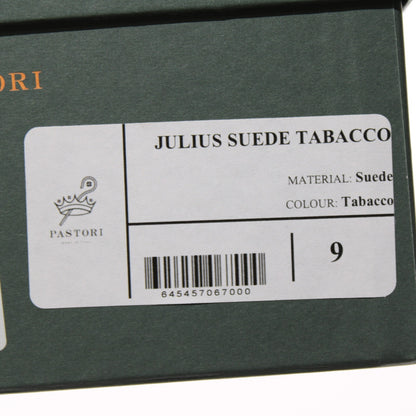 ORI
JULIUS SUEDE TABACCO
MATERIAL: Suede
COLOUR: Tabacco
PASTORI
645457067000
9